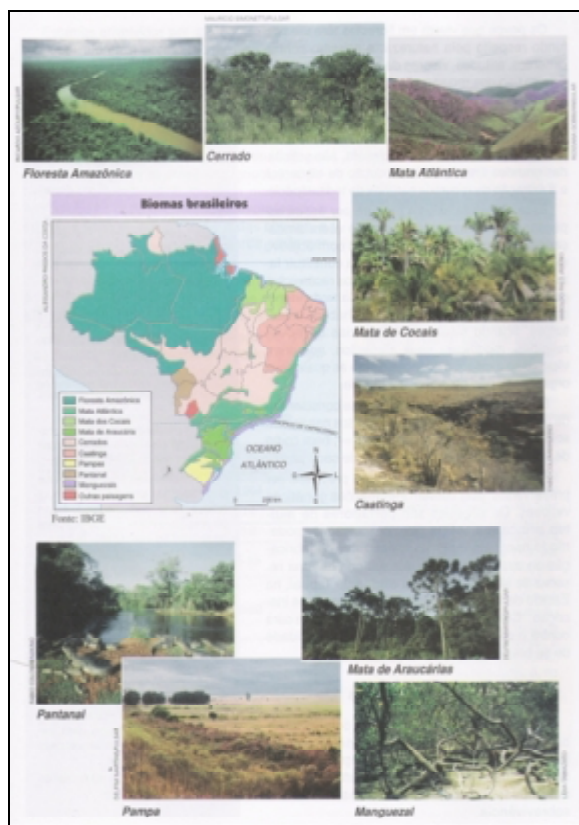 Floresta Amazônica
Cerrado
Mata Atlântica
Biomas brasileiros
Floresta Amazônica
Mata Atlântica
Mata dos Cocais
Mata de Araucária
Cerrados
Caatinga
Pampas
Pantanal
Manguezais
Outras paisagens
OCEANO
ATLÂNTICO
N
Fonte: IBGE
Mata de Cocais
Caatinga
Pantanal
Mata de Araucárias
Pampa
Manguezal